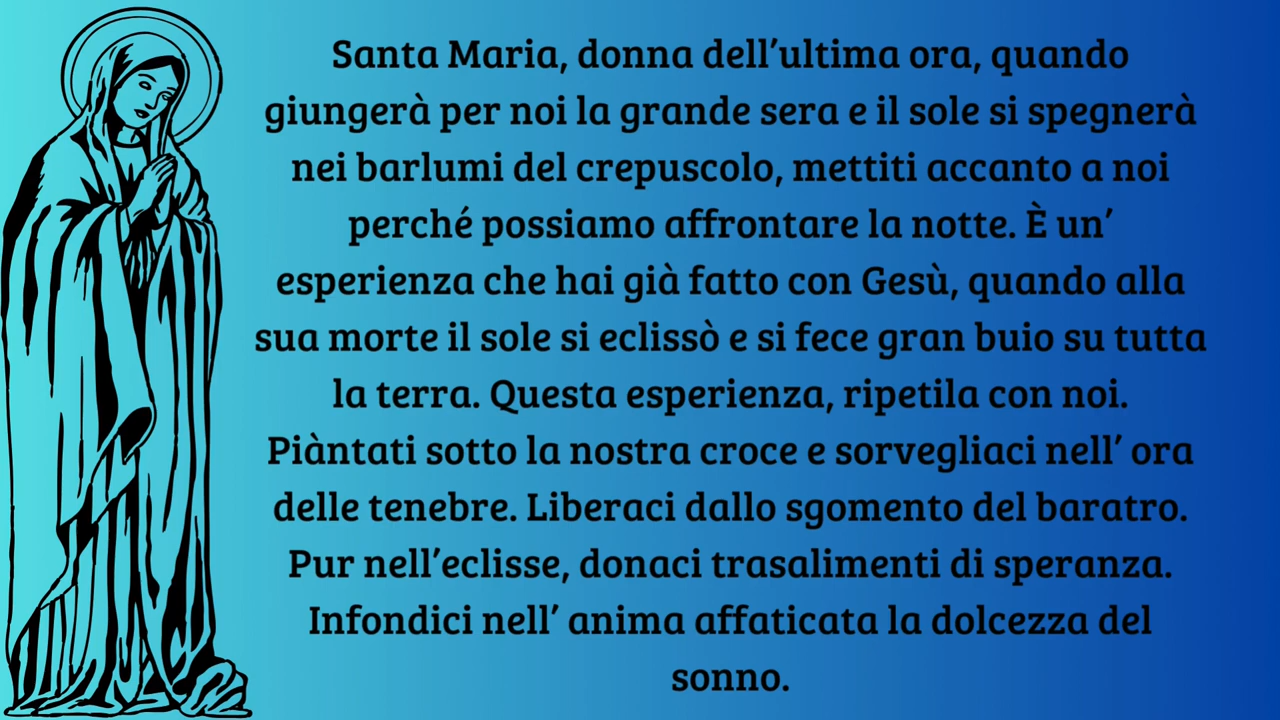 Santa Maria, donna dell’ultima ora, quando
giungerà per noi la grande sera e il sole si spegnerà
nei barlumi del crepuscolo, mettiti accanto a noi
perché possiamo affrontare la notte. È un’
esperienza che hai già fatto con Gesù, quando alla
sua morte il sole si eclissò e si fece gran buio su tutta
la terra. Questa esperienza, ripetila con noi.
Piàntati sotto la nostra croce e sorvegliaci nell’ ora
delle tenebre. Liberaci dallo sgomento del baratro.
Pur nell’eclisse, donaci trasalimenti di speranza.
Infondici nell’ anima affaticata la dolcezza del
sonno.